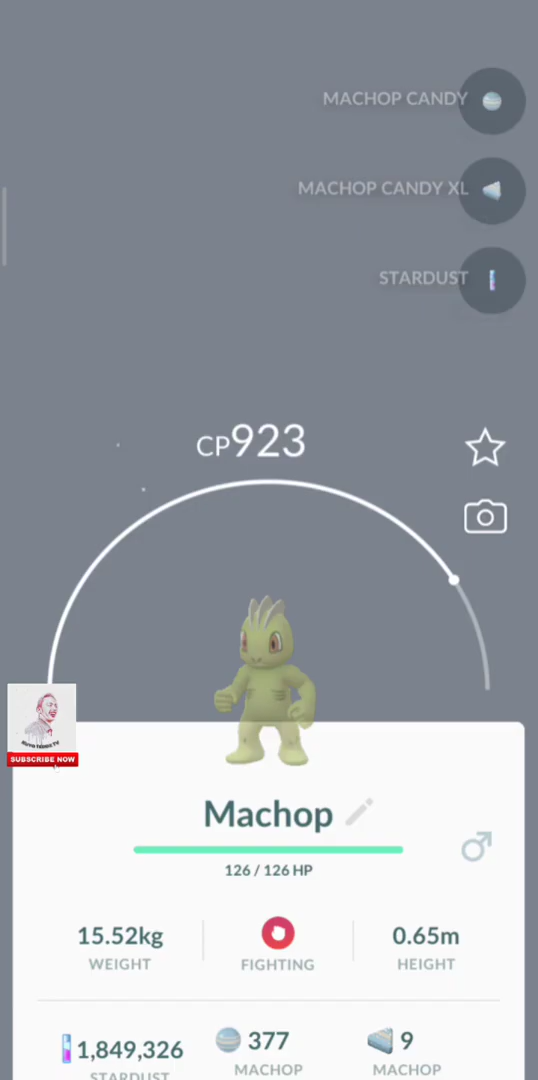 MACHOP CANDY
MACHOP CANDY XL
STARDUST
CP923
SUBSCRIBE NOW
Machop
126 / 126 HP
15.52kg
WEIGHT
FIGHTING
0.65m
HEIGHT
1,849,326
STARDUST
377
MACHOP
9
MACHOP